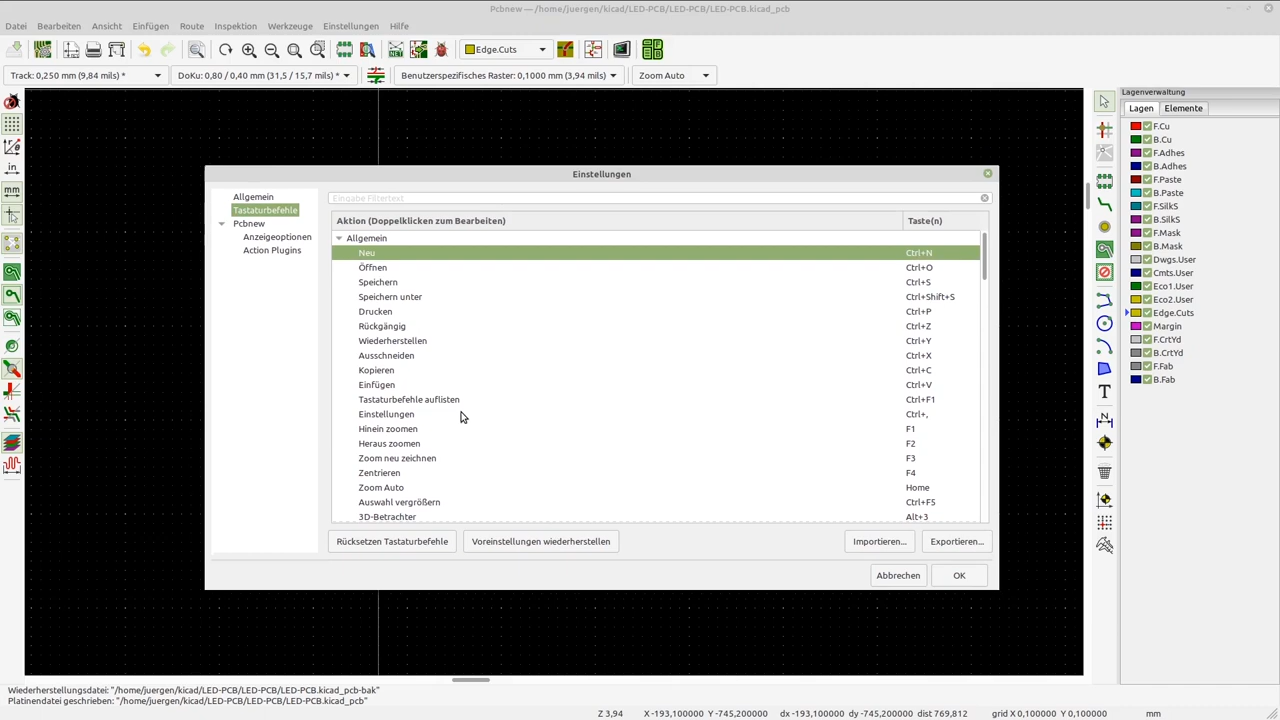 Pcbnew — /home/juergen/kicad/LED-PCB/LED-PCB/LED-PCB.kicad_pcb
Datei Bearbeiten Ansicht Einfügen Route Inspektion Werkzeuge Einstellungen Hilfe
Edge.Cuts
Track: 0,250 mm (9,84 mils) * DoKu: 0,80 / 0,40 mm (31,5 / 15,7 mils) * Benutzerspezifisches Raster: 0,1000 mm (3,94 mils) Zoom Auto
in
mm
Lagenverwaltung
Lagen Elemente
F.Cu
B.Cu
F.Adhes
B.Adhes
F.Paste
B.Paste
F.SilkS
B.SilkS
F.Mask
B.Mask
Dwgs.User
Cmts.User
Eco1.User
Eco2.User
Edge.Cuts
Margin
F.CrtYd
B.CrtYd
F.Fab
B.Fab
Einstellungen
Allgemein
Tastaturbefehle
Pcbnew
Anzeigeoptionen
Action Plugins
Eingabe Filtertext
Aktion (Doppelklicken zum Bearbeiten) Taste(n)
Allgemein
Neu Ctrl+N
Öffnen Ctrl+O
Speichern Ctrl+S
Speichern unter Ctrl+Shift+S
Drucken Ctrl+P
Rückgängig Ctrl+Z
Wiederherstellen Ctrl+Y
Ausschneiden Ctrl+X
Kopieren Ctrl+C
Einfügen Ctrl+V
Tastaturbefehle auflisten Ctrl+F1
Einstellungen Ctrl+,
Hinein zoomen F1
Heraus zoomen F2
Zoom neu zeichnen F3
Zentrieren F4
Zoom Auto Home
Auswahl vergrößern Ctrl+F5
3D-Betrachter Alt+3
Rücksetzen Tastaturbefehle Voreinstellungen wiederherstellen Importieren... Exportieren...
Abbrechen OK
Wiederherstellungsdatei: "/home/juergen/kicad/LED-PCB/LED-PCB/LED-PCB.kicad_pcb-bak"
Platinendatei geschrieben: "/home/juergen/kicad/LED-PCB/LED-PCB/LED-PCB.kicad_pcb"
Z 3,94 X -193,100000 Y -745,200000 dx -193,100000 dy -745,200000 dist 769,812 grid X 0,100000 Y 0,100000 mm